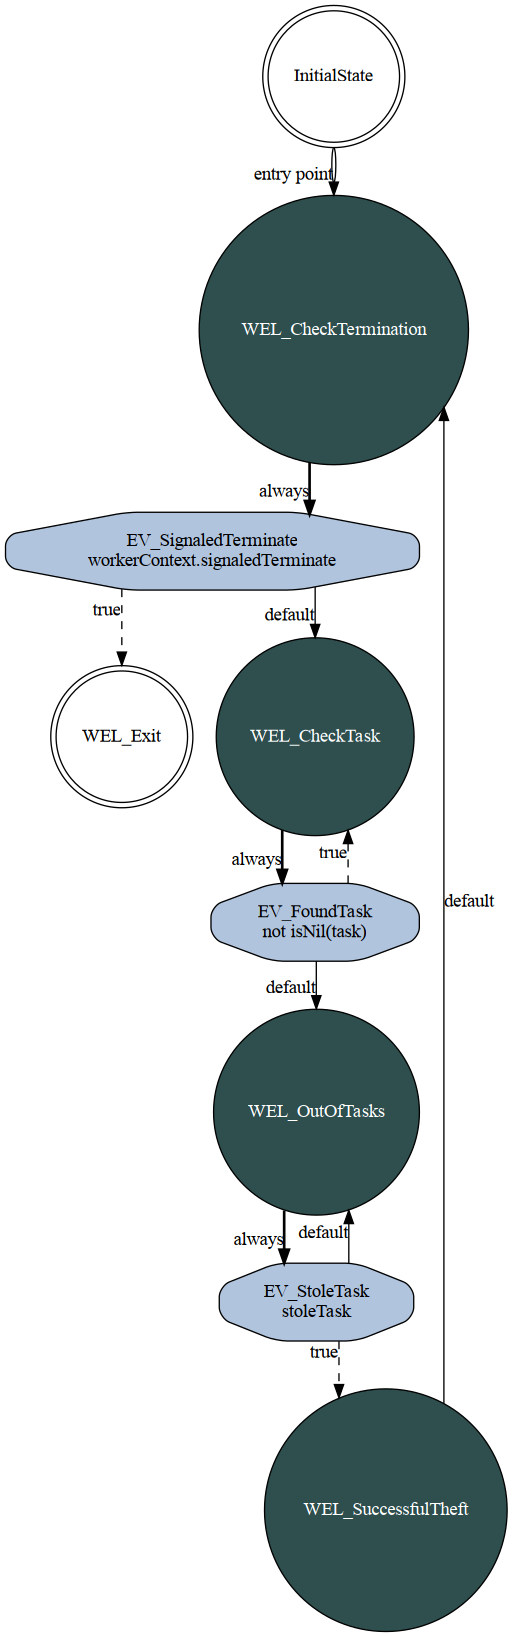 InitialState
entry point
WEL_CheckTermination
always
EV_SignaledTerminate
workerContext.signaledTerminate
true
default
WEL_Exit
WEL_CheckTask
always
true
default
EV_FoundTask
not isNil(task)
default
WEL_OutOfTasks
always
default
EV_StoleTask
stoleTask
true
WEL_SuccessfulTheft